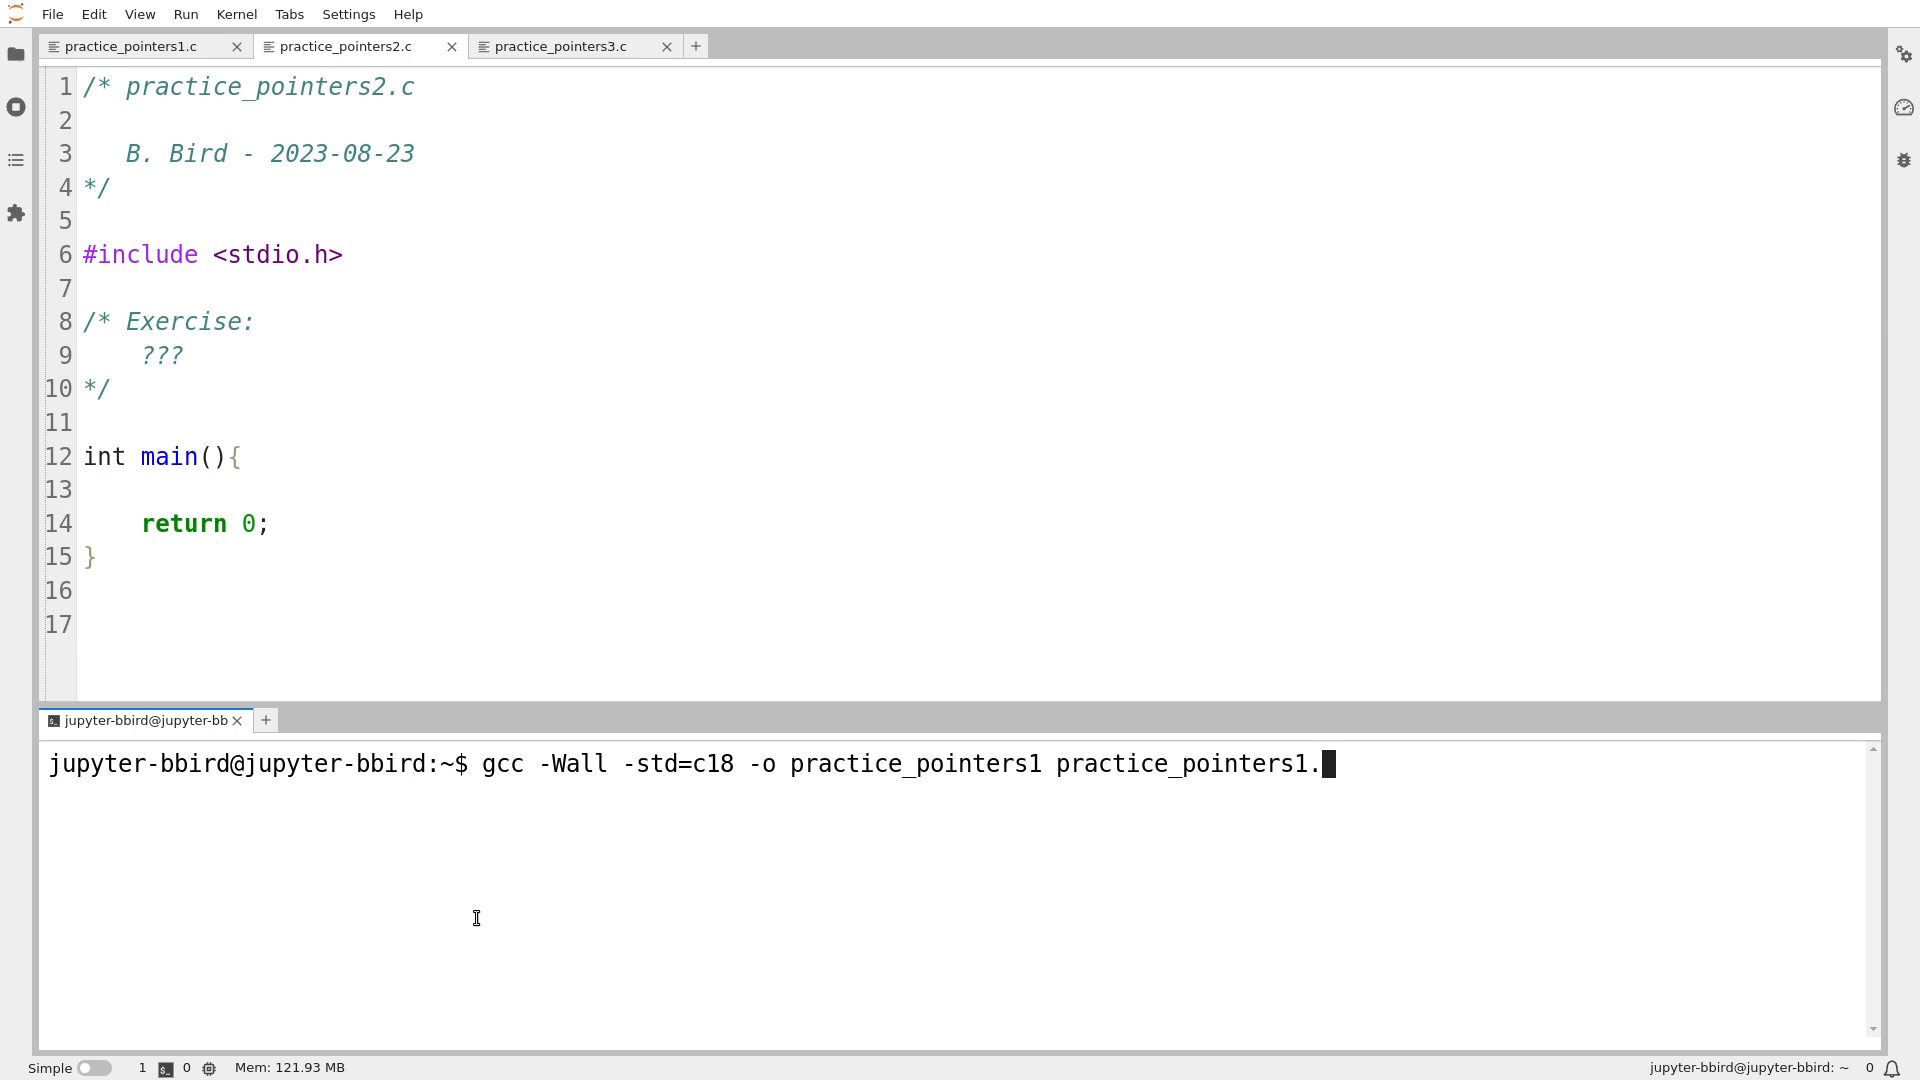 File Edit View Run Kernel Tabs Settings Help
practice_pointers1.c practice_pointers2.c practice_pointers3.c
1 /* practice_pointers2.c
2
3    B. Bird - 2023-08-23
4 */
5
6 #include <stdio.h>
7
8 /* Exercise:
9     ???
10 */
11
12 int main(){
13
14     return 0;
15 }
16
17
jupyter-bbird@jupyter-bb
jupyter-bbird@jupyter-bbird:~$ gcc -Wall -std=c18 -o practice_pointers1 practice_pointers1.
Simple 1 0 Mem: 121.93 MB jupyter-bbird@jupyter-bbird: ~ 0